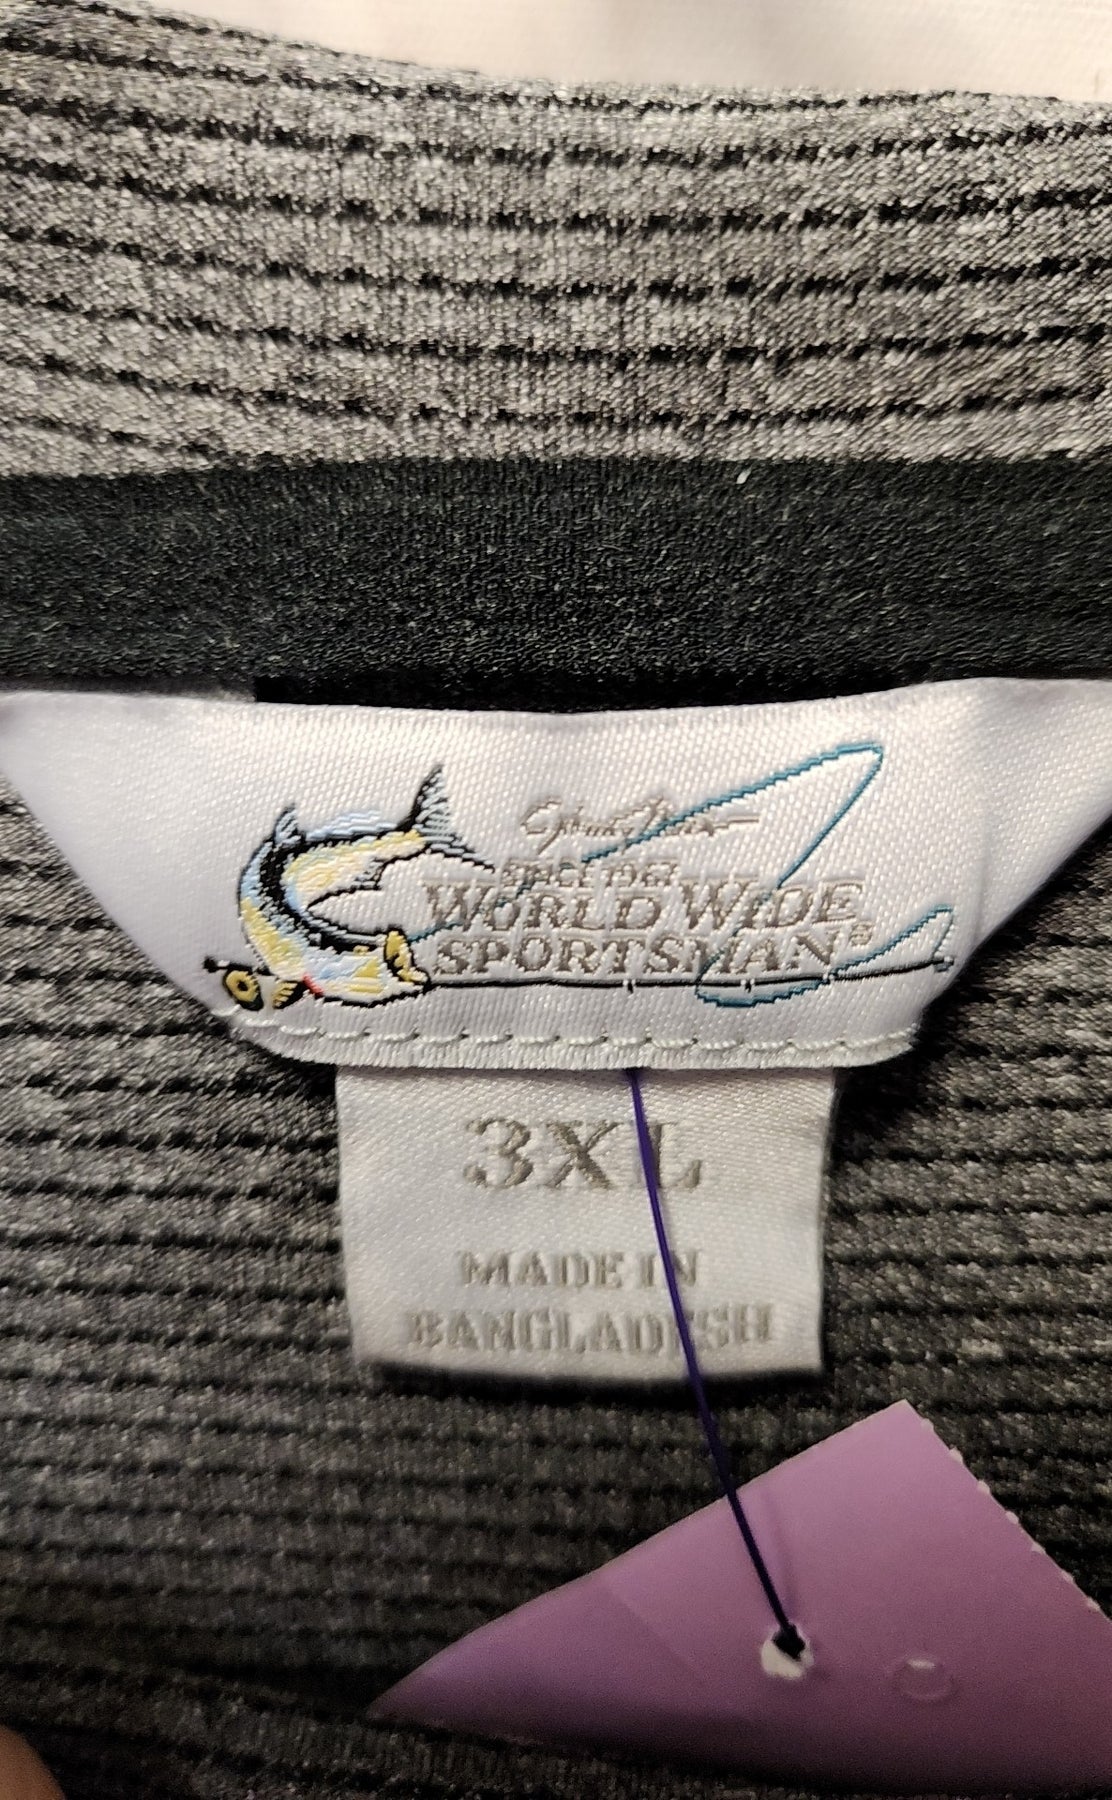 SINCE 1967
WORLD WIDE
SPORTSMAN®
3XL
MADE IN
BANGLADESH